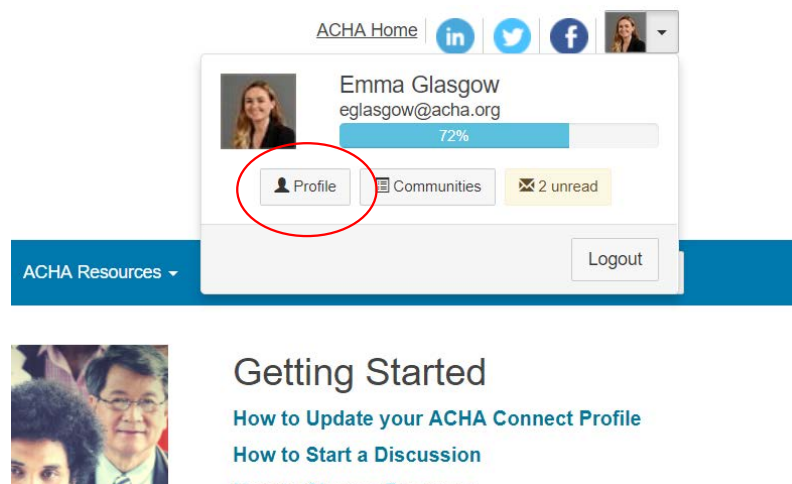 ACHA Home
in
f
Emma Glasgow
eglasgow@acha.org
72%
Profile
Communities
2 unread
Logout
ACHA Resources
Getting Started
How to Update your ACHA Connect Profile
How to Start a Discussion